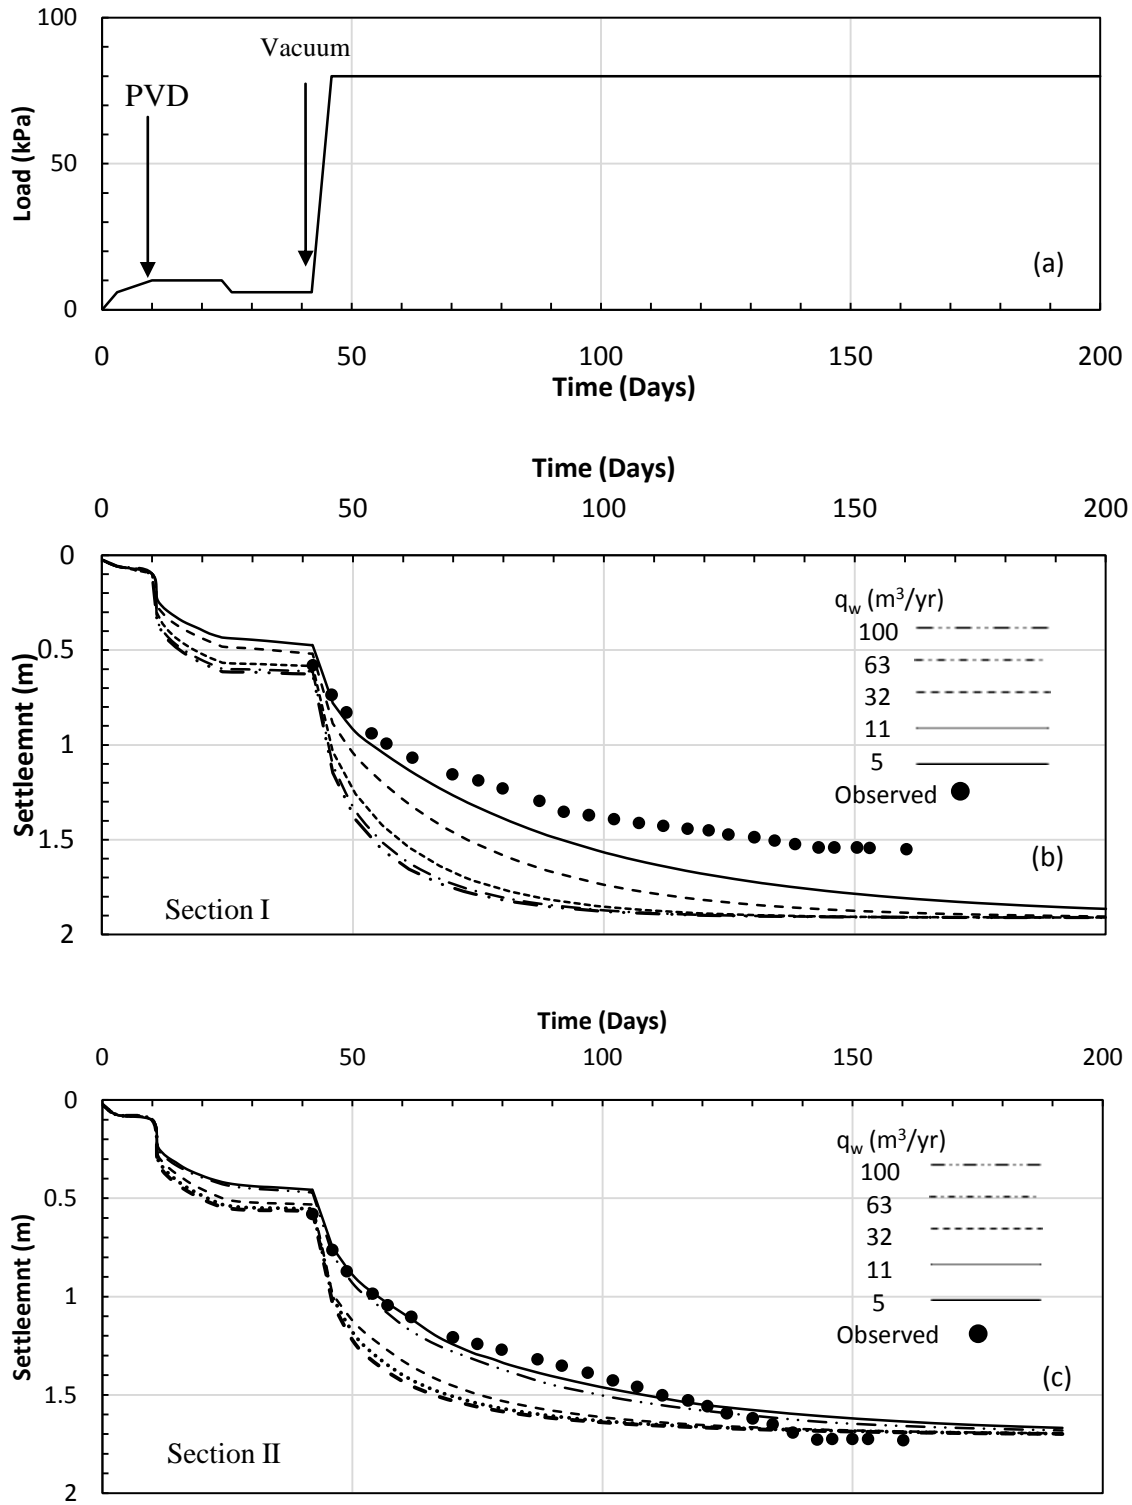 100
Vacuum
PVD
50
Load (kPa)
(a)
0
0 50 100 150 200
Time (Days)
Time (Days)
0 50 100 150 200
0
q_w (m³/yr)
100
63
0.5
32
11
Settleemnt (m)
1
5
Observed
1.5
(b)
Section I
2
Time (Days)
0 50 100 150 200
0
q_w (m³/yr)
100
63
0.5
32
11
Settleemnt (m)
1
5
Observed
1.5
(c)
Section II
2